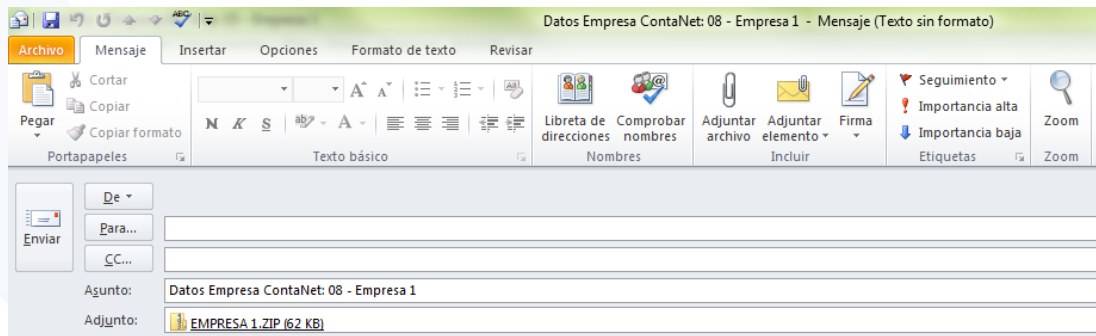 Datos Empresa ContaNet: 08 - Empresa 1 - Mensaje (Texto sin formato)
Archivo Mensaje Insertar Opciones Formato de texto Revisar
Pegar
Cortar
Copiar
Copiar formato
Portapapeles
N K S
Texto básico
Libreta de direcciones
Comprobar nombres
Nombres
Adjuntar archivo
Adjuntar elemento
Firma
Incluir
Seguimiento
Importancia alta
Importancia baja
Etiquetas
Zoom
Zoom
Enviar
De
Para...
CC...
Asunto: Datos Empresa ContaNet: 08 - Empresa 1
Adjunto: EMPRESA 1.ZIP (62 KB)